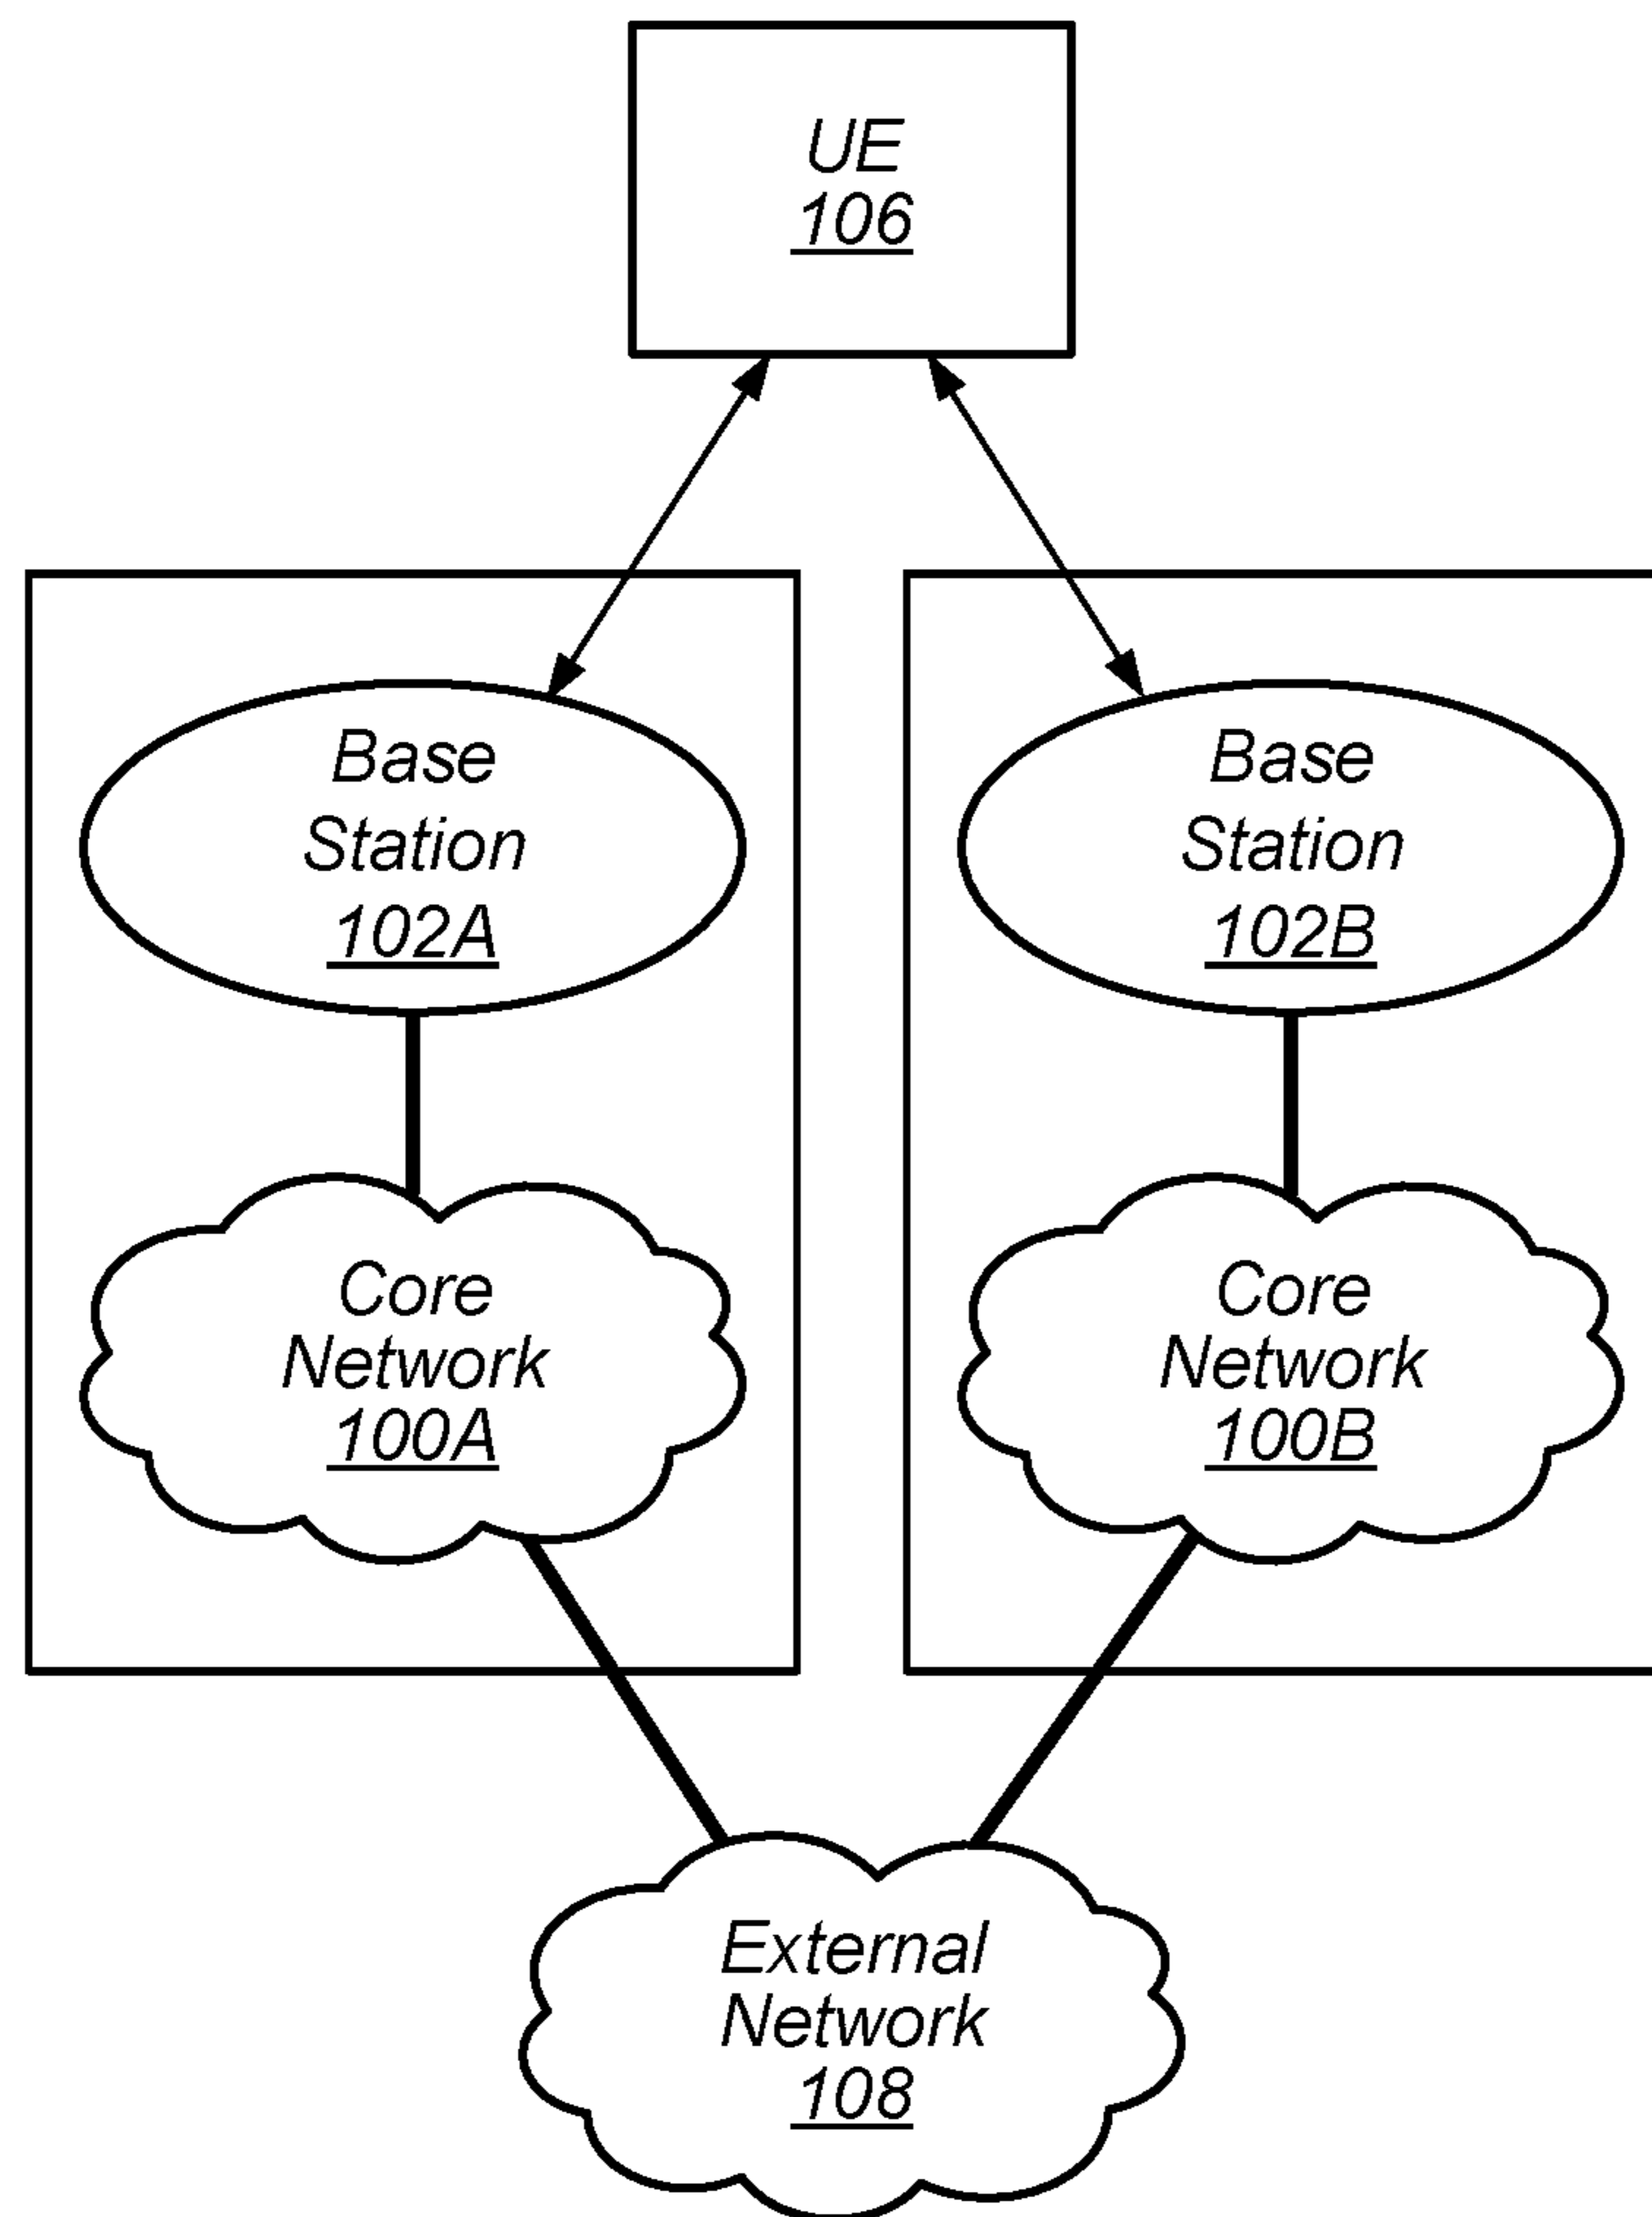 UE
106
Base
Station
102A
Core
Network
100A
Base
Station
102B
Core
Network
100B
External
Network
108